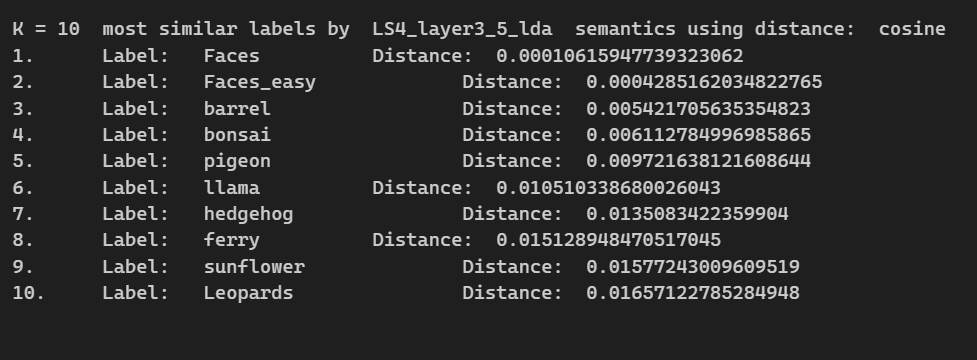 K = 10  most similar labels by  LS4_layer3_5_lda  semantics using distance:  cosine
1.      Label:   Faces          Distance:  0.00010615947739323062
2.      Label:   Faces_easy             Distance:  0.0004285162034822765
3.      Label:   barrel                 Distance:  0.005421705635354823
4.      Label:   bonsai                 Distance:  0.006112784996985865
5.      Label:   pigeon                 Distance:  0.009721638121608644
6.      Label:   llama          Distance:  0.010510338680026043
7.      Label:   hedgehog               Distance:  0.0135083422359904
8.      Label:   ferry          Distance:  0.015128948470517045
9.      Label:   sunflower              Distance:  0.01577243009609519
10.     Label:   Leopards               Distance:  0.01657122785284948